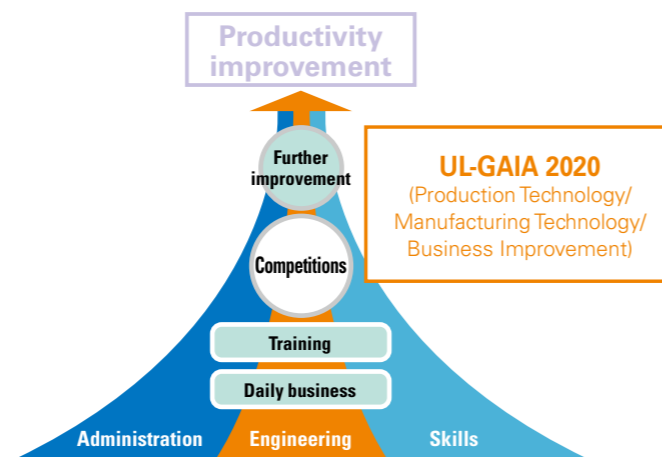 Productivity
improvement
Further
improvement
UL-GAIA 2020
(Production Technology/
Manufacturing Technology/
Business Improvement)
Competitions
Training
Daily business
Administration
Engineering
Skills